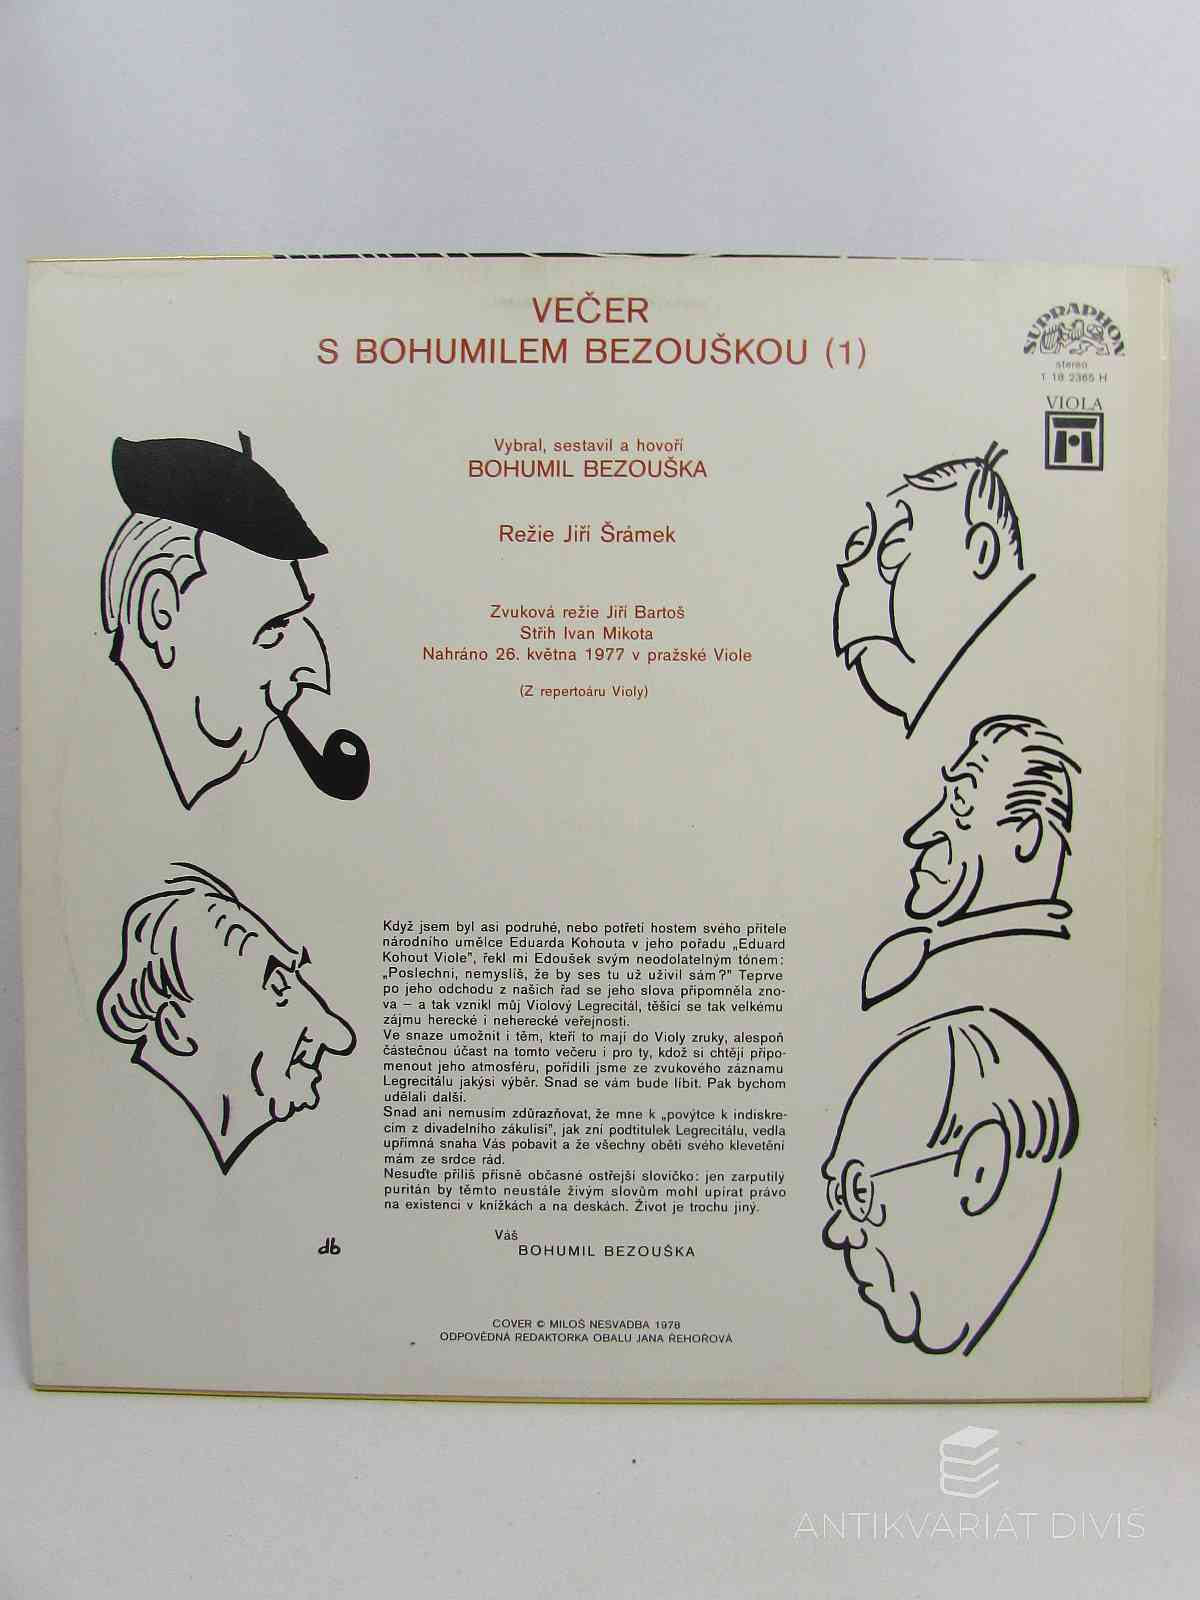 VEČER
S BOHUMILEM BEZOUŠKOU (1)
SUPRAPHON
stereo
1 18 2365 H
VIOLA
Vybral, sestavil a hovoří
BOHUMIL BEZOUŠKA
Režie Jiří Šrámek
Zvuková režie Jiří Bartoš
Střih Ivan Mikota
Nahráno 26. května 1977 v pražské Viole
(Z repertoáru Violy)
Když jsem byl asi podruhé, nebo potřetí hostem svého přítele
národního umělce Eduarda Kohouta v jeho pořadu „Eduard
Kohout Viole", řekl mi Edoušek svým neodolatelným tónem:
„Poslechni, nemyslíš, že by ses tu už uživil sám?" Teprve
po jeho odchodu z našich řad se jeho slova připomněla zno-
va – a tak vznikl můj Violový Legrecitál, těšící se tak velkému
zájmu herecké i neherecké veřejnosti.
Ve snaze umožnit i těm, kteří to mají do Violy zruky, alespoň
částečnou účast na tomto večeru i pro ty, kdož si chtějí připo-
menout jeho atmosféru, pořídili jsme ze zvukového záznamu
Legrecitálu jakýsi výběr. Snad se vám bude líbit. Pak bychom
udělali další.
Snad ani nemusím zdůrazňovat, že mne k „povýtce k indiskre-
cím z divadelního zákulisí", jak zní podtitulek Legrecitálu, vedla
upřímná snaha Vás pobavit a že všechny oběti svého klevetění
mám ze srdce rád.
Nesuďte příliš přísně občasné ostřejší slovíčko: jen zarputilý
puritán by těmto neustále živým slovům mohl upírat právo
na existenci v knížkách a na deskách. Život je trochu jiný.
Váš
BOHUMIL BEZOUŠKA
db
COVER © MILOŠ NESVADBA 1978
ODPOVĚDNÁ REDAKTORKA OBALU JANA ŘEHOŘOVÁ
ANTIKVARIÁT DIVIŠ